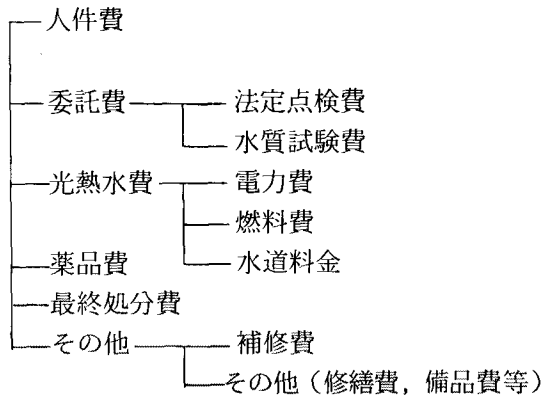 人件費
委託費 法定点検費
水質試験費
光熱水費 電力費
燃料費
薬品費 水道料金
最終処分費
その他 補修費
その他（修繕費，備品費等）